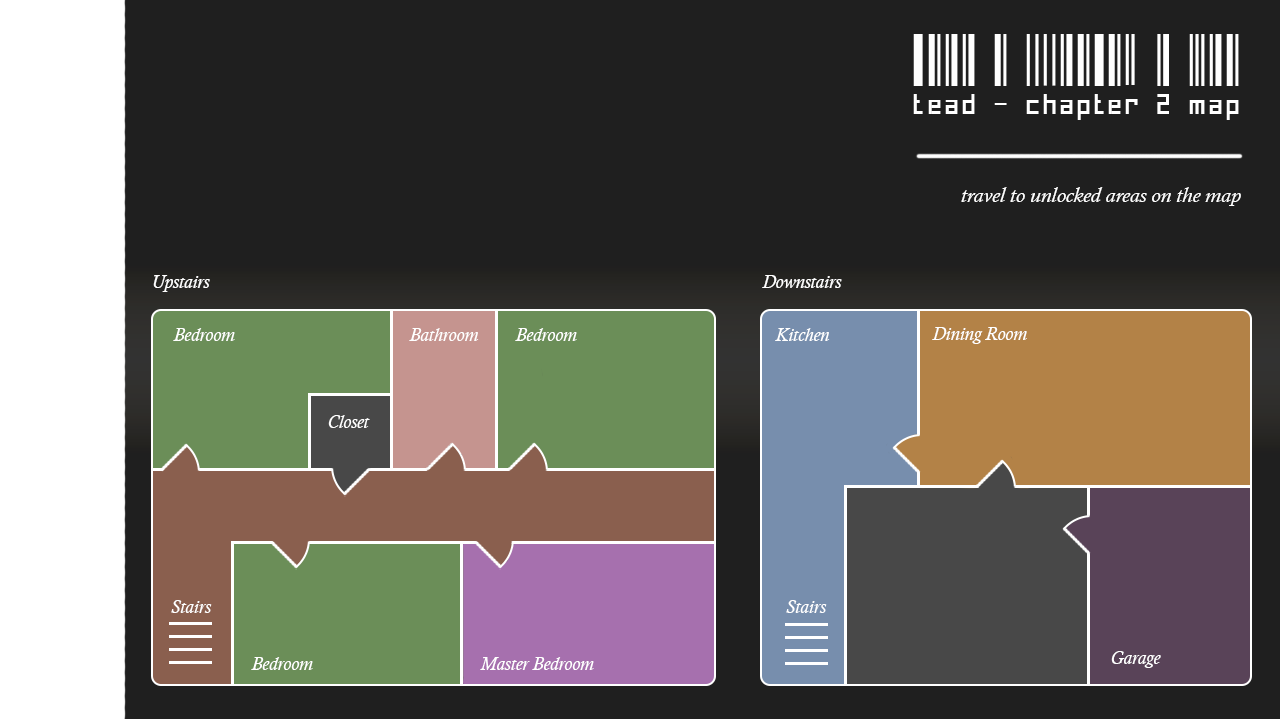 tead - chapter 2 map
travel to unlocked areas on the map
Upstairs
Bedroom
Bathroom
Bedroom
Closet
Stairs
Bedroom
Master Bedroom
Downstairs
Kitchen
Dining Room
Stairs
Garage